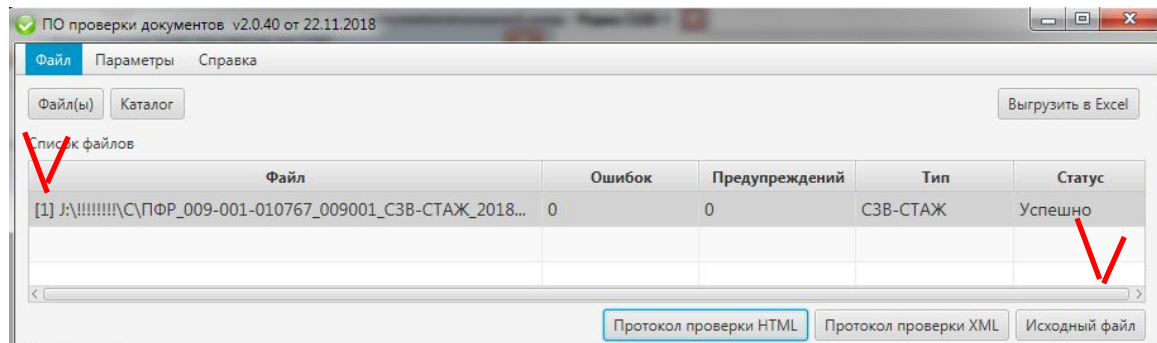 ПО проверки документов v2.0.40 от 22.11.2018
Файл Параметры Справка
Файл(ы) Каталог Выгрузить в Excel
Список файлов
Файл Ошибок Предупреждений Тип Статус
[1] J:\!!!!!!!!\С\ПФР_009-001-010767_009001_СЗВ-СТАЖ_2018... 0 0 СЗВ-СТАЖ Успешно
Протокол проверки HTML Протокол проверки XML Исходный файл